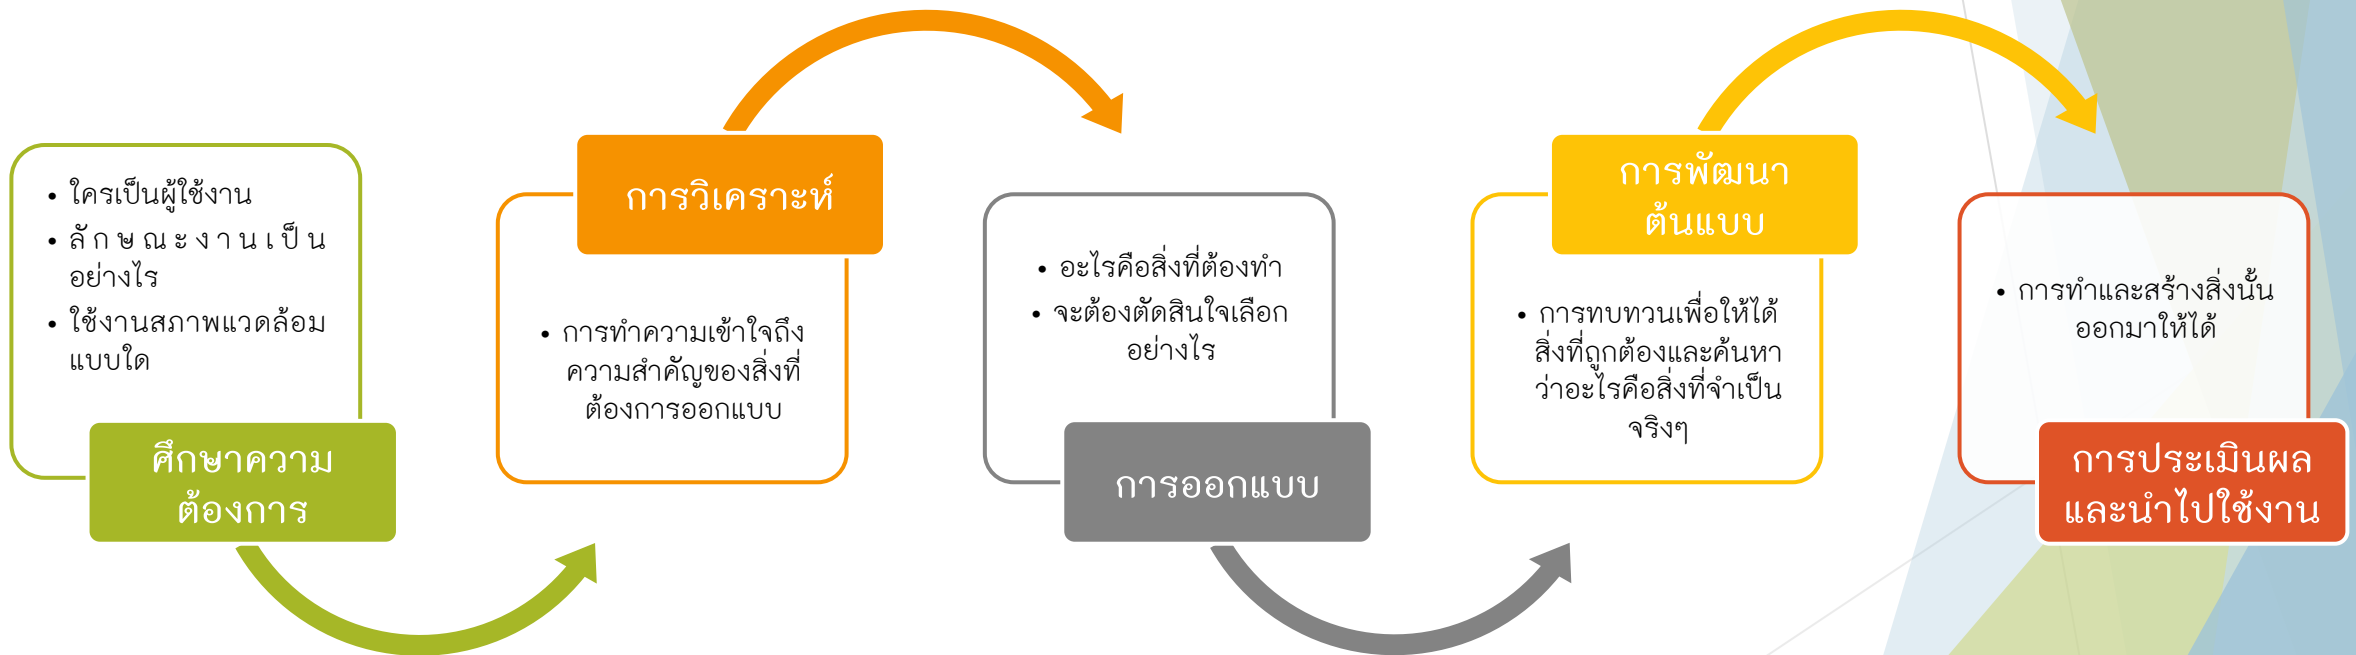 • ใครเป็นผู้ใช้งาน
• ลักษณะงานเป็น
อย่างไร
• ใช้งานสภาพแวดล้อม
แบบใด
ศึกษาความ
ต้องการ
การวิเคราะห์
• การทำความเข้าใจถึง
ความสำคัญของสิ่งที่
ต้องการออกแบบ
• อะไรคือสิ่งที่ต้องทำ
• จะต้องตัดสินใจเลือก
อย่างไร
การออกแบบ
การพัฒนา
ต้นแบบ
• การทบทวนเพื่อให้ได้
สิ่งที่ถูกต้องและค้นหา
ว่าอะไรคือสิ่งที่จำเป็น
จริงๆ
• การทำและสร้างสิ่งนั้น
ออกมาให้ได้
การประเมินผล
และนำไปใช้งาน